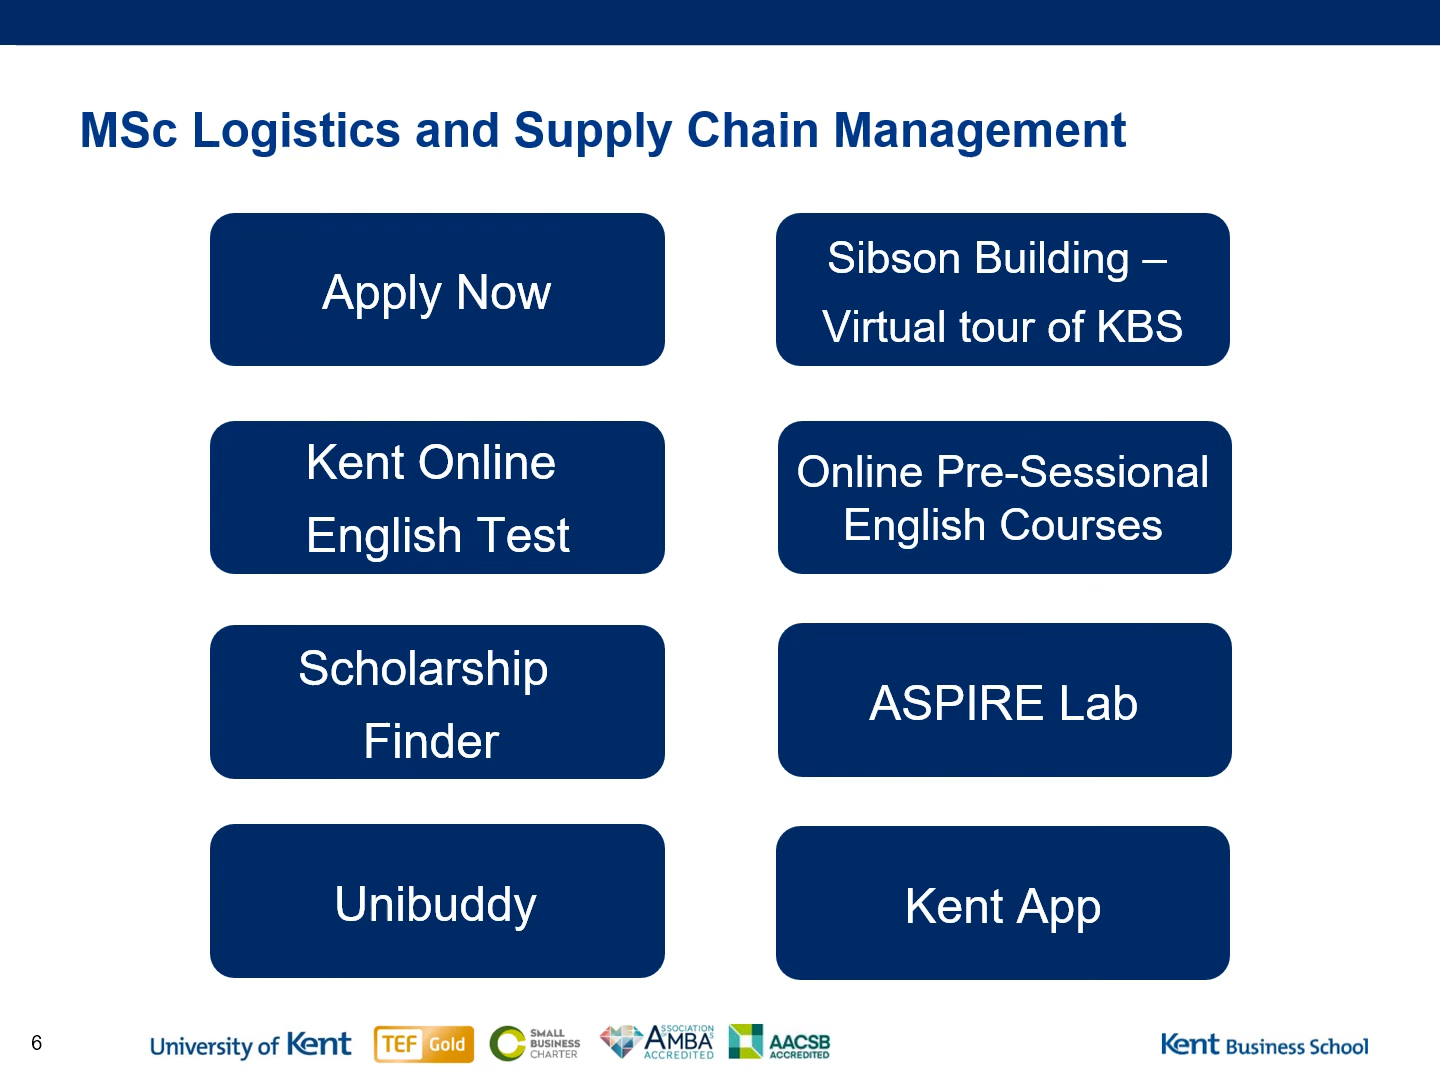 MSc Logistics and Supply Chain Management
Apply Now
Sibson Building –
Virtual tour of KBS
Kent Online
English Test
Online Pre-Sessional
English Courses
Scholarship
Finder
ASPIRE Lab
Unibuddy
Kent App
6
University of Kent
TEF Gold
SMALL
BUSINESS
CHARTER
ASSOCIATION
OF AMBA'S
ACCREDITED
AACSB
ACCREDITED
Kent Business School